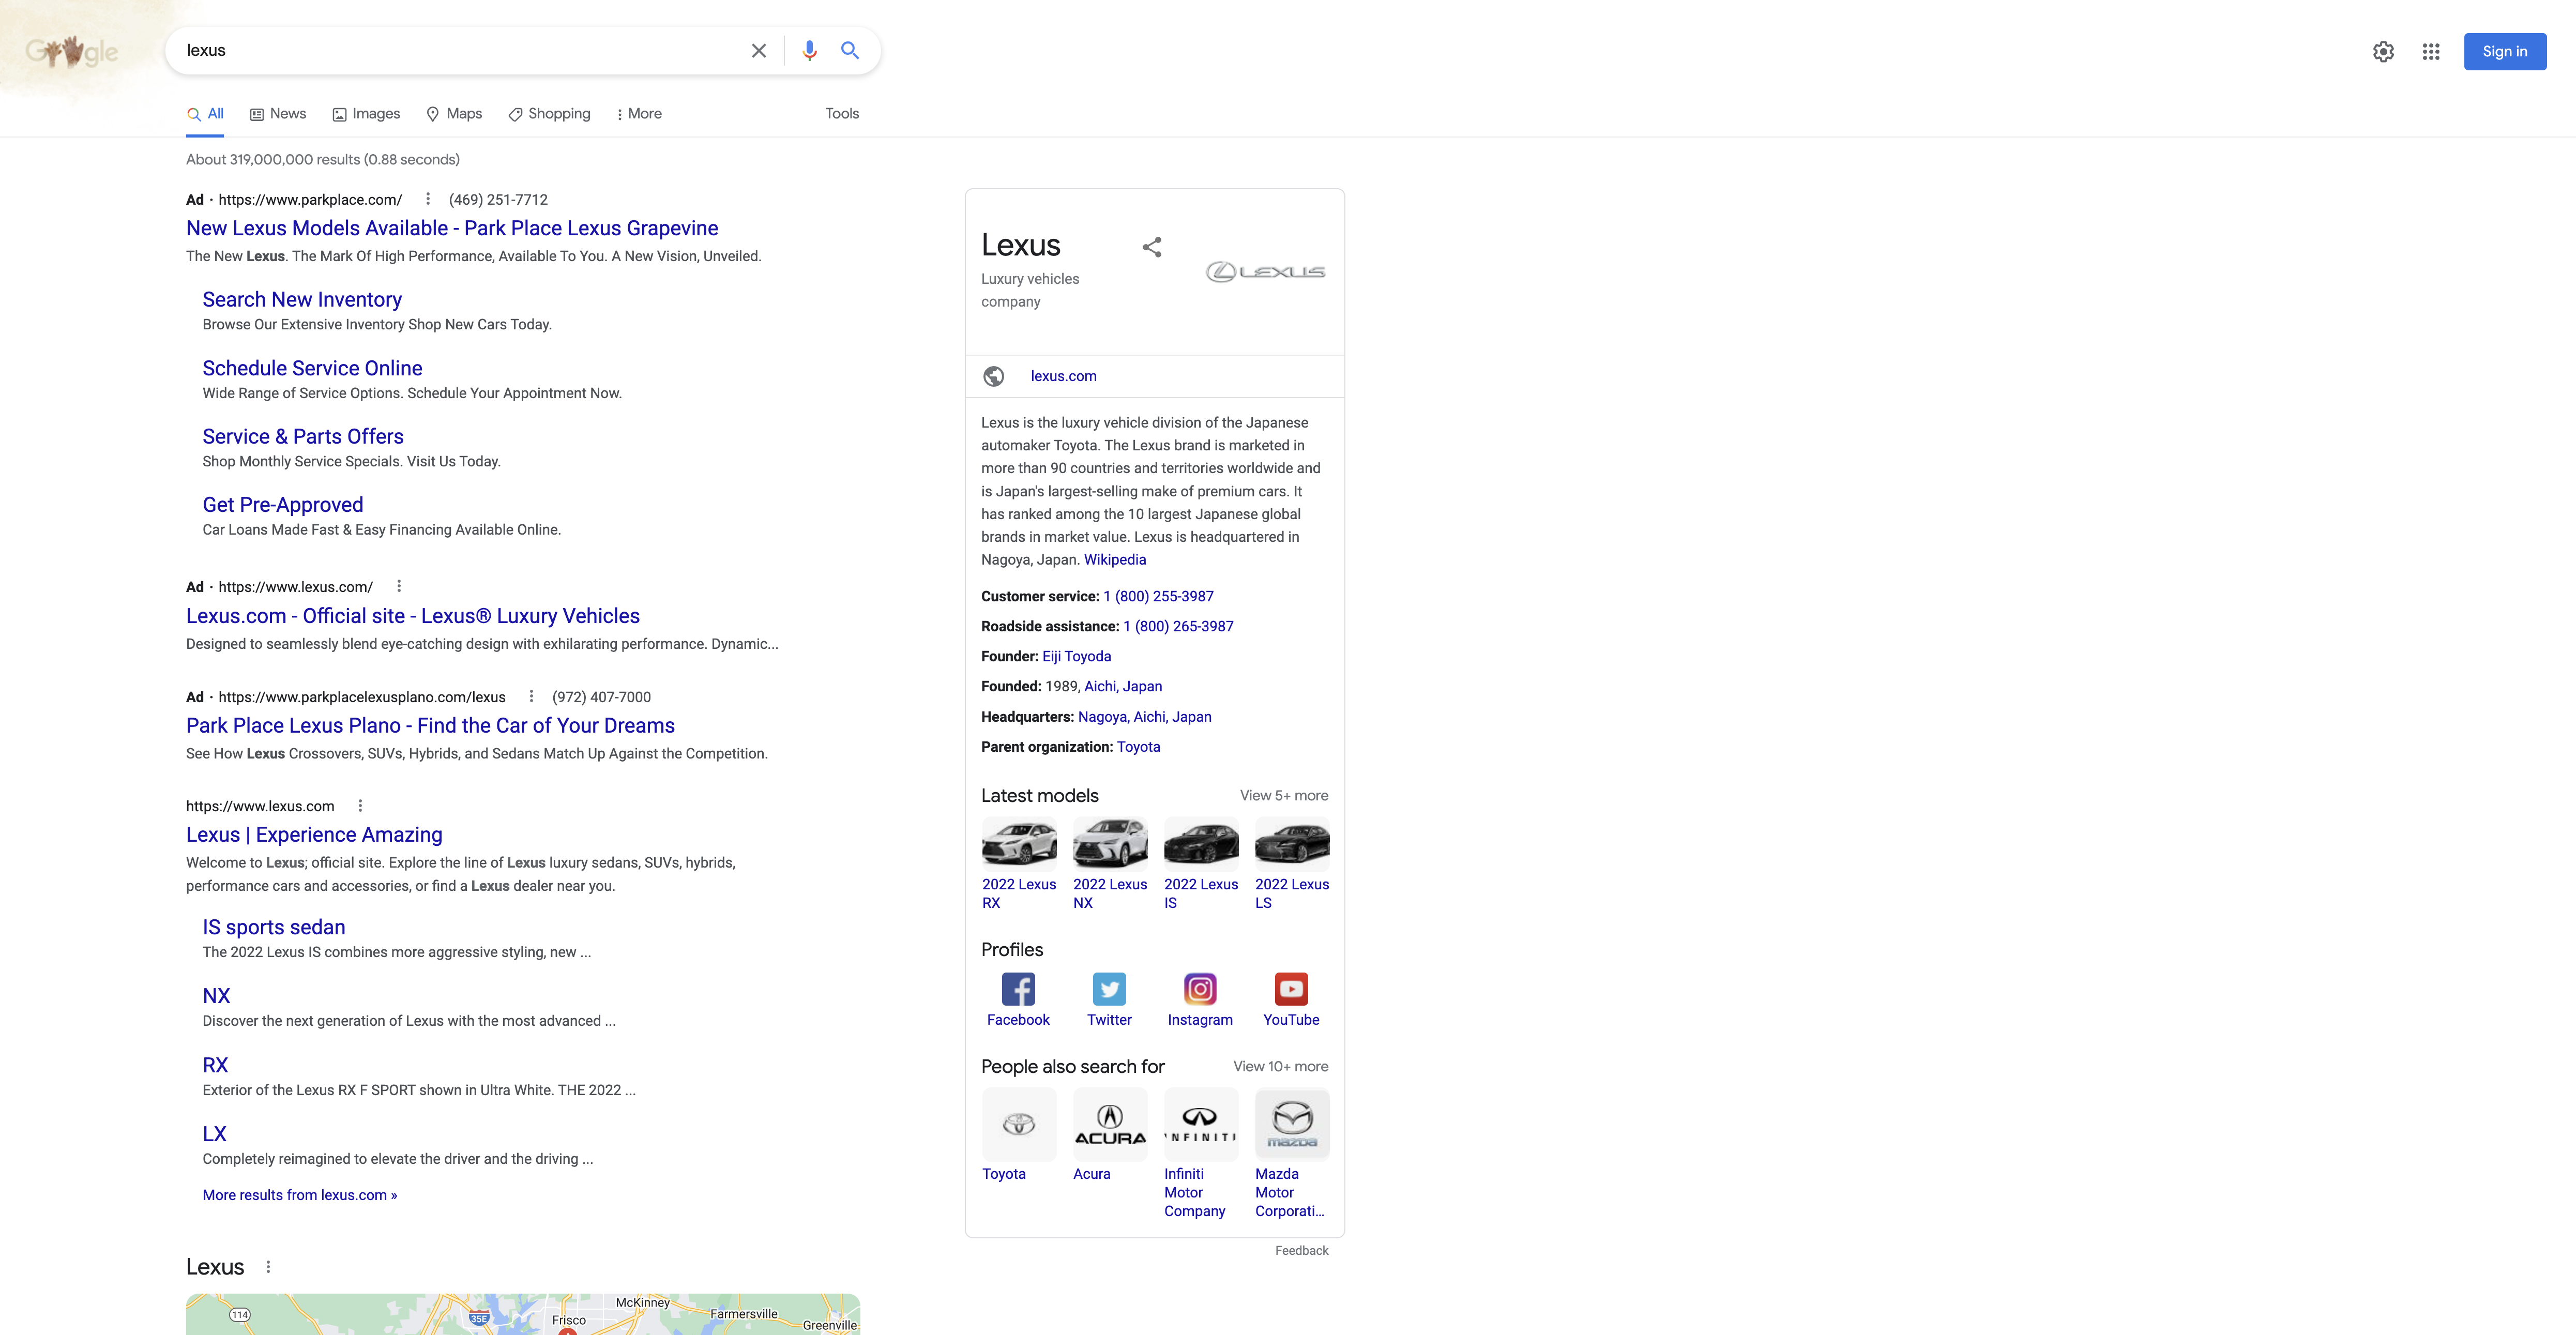 Google
lexus
Sign in
All
News
Images
Maps
Shopping
More
Tools
About 319,000,000 results (0.88 seconds)
Ad · https://www.parkplace.com/ (469) 251-7712
New Lexus Models Available - Park Place Lexus Grapevine
The New Lexus. The Mark Of High Performance, Available To You. A New Vision, Unveiled.
Search New Inventory
Browse Our Extensive Inventory Shop New Cars Today.
Schedule Service Online
Wide Range of Service Options. Schedule Your Appointment Now.
Service & Parts Offers
Shop Monthly Service Specials. Visit Us Today.
Get Pre-Approved
Car Loans Made Fast & Easy Financing Available Online.
Ad · https://www.lexus.com/
Lexus.com - Official site - Lexus® Luxury Vehicles
Designed to seamlessly blend eye-catching design with exhilarating performance. Dynamic...
Ad · https://www.parkplacelexusplano.com/lexus (972) 407-7000
Park Place Lexus Plano - Find the Car of Your Dreams
See How Lexus Crossovers, SUVs, Hybrids, and Sedans Match Up Against the Competition.
https://www.lexus.com
Lexus | Experience Amazing
Welcome to Lexus; official site. Explore the line of Lexus luxury sedans, SUVs, hybrids,
performance cars and accessories, or find a Lexus dealer near you.
IS sports sedan
The 2022 Lexus IS combines more aggressive styling, new ...
NX
Discover the next generation of Lexus with the most advanced ...
RX
Exterior of the Lexus RX F SPORT shown in Ultra White. THE 2022 ...
LX
Completely reimagined to elevate the driver and the driving ...
More results from lexus.com »
Lexus
114
35E
McKinney
Frisco
Farmersville
Greenville
Lexus
Luxury vehicles
company
LEXUS
lexus.com
Lexus is the luxury vehicle division of the Japanese
automaker Toyota. The Lexus brand is marketed in
more than 90 countries and territories worldwide and
is Japan's largest-selling make of premium cars. It
has ranked among the 10 largest Japanese global
brands in market value. Lexus is headquartered in
Nagoya, Japan. Wikipedia
Customer service: 1 (800) 255-3987
Roadside assistance: 1 (800) 265-3987
Founder: Eiji Toyoda
Founded: 1989, Aichi, Japan
Headquarters: Nagoya, Aichi, Japan
Parent organization: Toyota
Latest models
View 5+ more
2022 Lexus
RX
2022 Lexus
NX
2022 Lexus
IS
2022 Lexus
LS
Profiles
Facebook
Twitter
Instagram
YouTube
People also search for
View 10+ more
ACURA
INFINITI
mazda
Toyota
Acura
Infiniti
Motor
Company
Mazda
Motor
Corporati...
Feedback